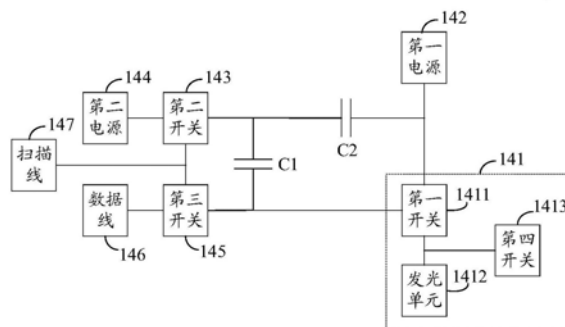 142
第一
电源
144
143
第二
电源
第二
开关
147
扫描
线
C1
C2
141
数据
线
第三
开关
第一
开关
1411
1413
第四
开关
146
145
发光
单元
1412